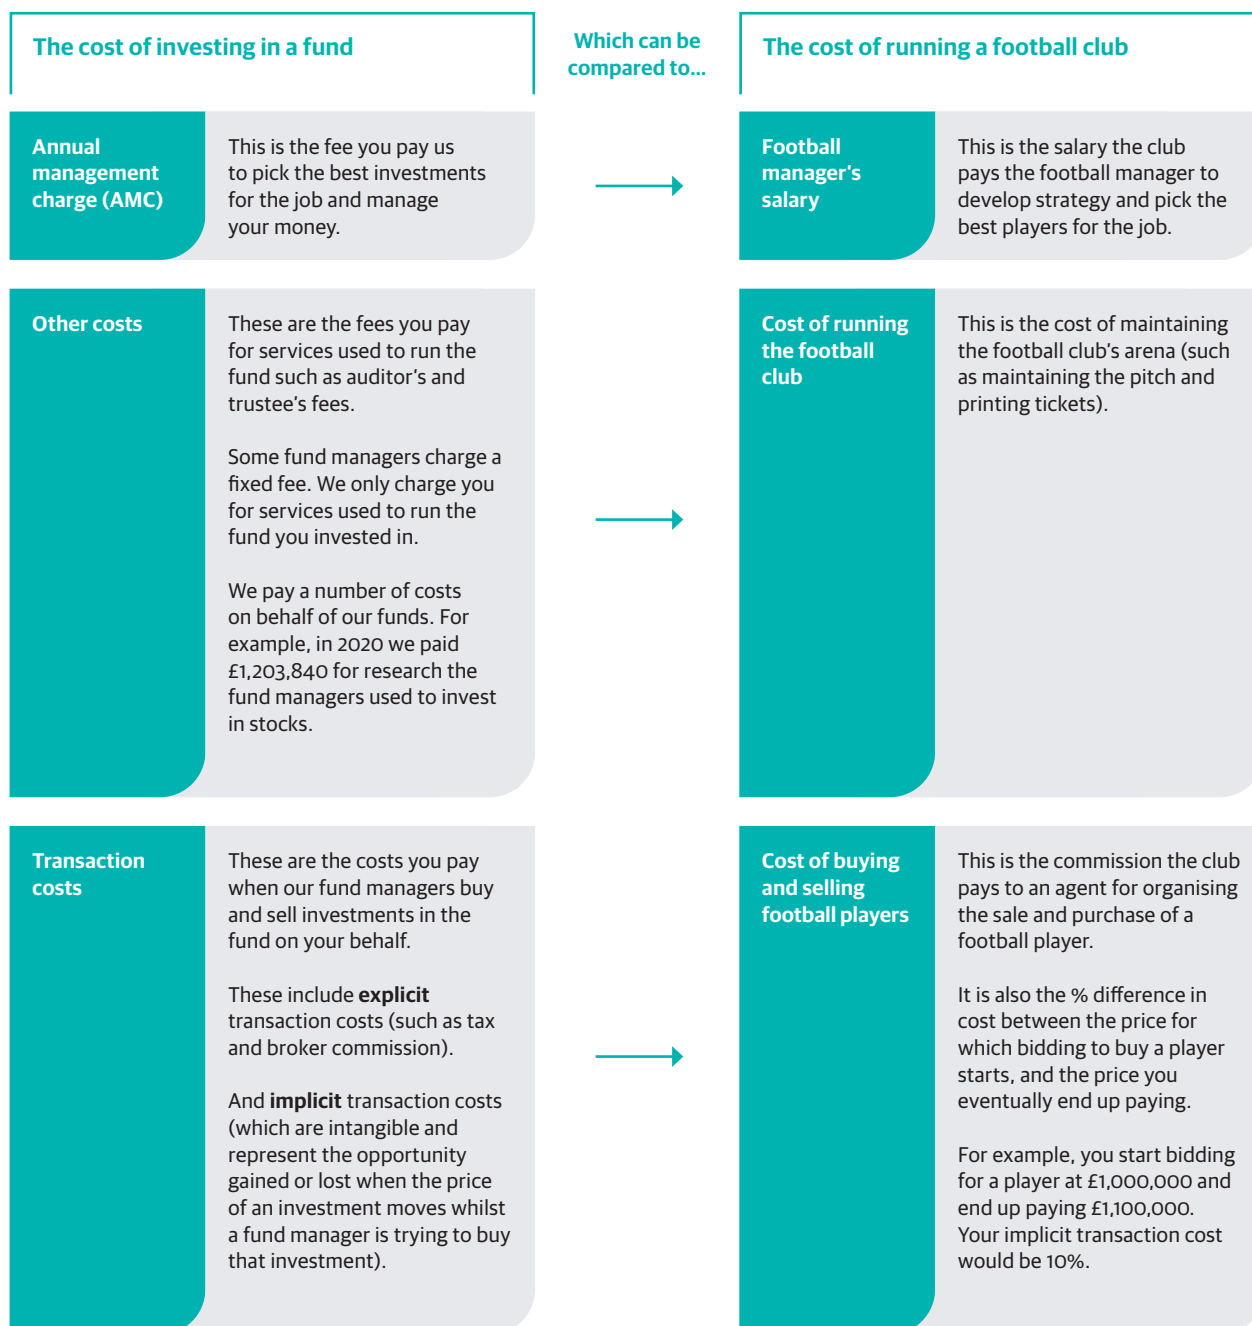 The cost of investing in a fund
Which can be
compared to...
The cost of running a football club
Annual
management
charge (AMC)
This is the fee you pay us
to pick the best investments
for the job and manage
your money.
Football
manager's
salary
This is the salary the club
pays the football manager to
develop strategy and pick the
best players for the job.
Other costs
These are the fees you pay
for services used to run the
fund such as auditor's and
trustee's fees.
Some fund managers charge a
fixed fee. We only charge you
for services used to run the
fund you invested in.
We pay a number of costs
on behalf of our funds. For
example, in 2020 we paid
£1,203,840 for research the
fund managers used to invest
in stocks.
Cost of running
the football
club
This is the cost of maintaining
the football club's arena (such
as maintaining the pitch and
printing tickets).
Transaction
costs
These are the costs you pay
when our fund managers buy
and sell investments in the
fund on your behalf.
These include explicit
transaction costs (such as tax
and broker commission).
And implicit transaction costs
(which are intangible and
represent the opportunity
gained or lost when the price
of an investment moves whilst
a fund manager is trying to buy
that investment).
Cost of buying
and selling
football players
This is the commission the club
pays to an agent for organising
the sale and purchase of a
football player.
It is also the % difference in
cost between the price for
which bidding to buy a player
starts, and the price you
eventually end up paying.
For example, you start bidding
for a player at £1,000,000 and
end up paying £1,100,000.
Your implicit transaction cost
would be 10%.